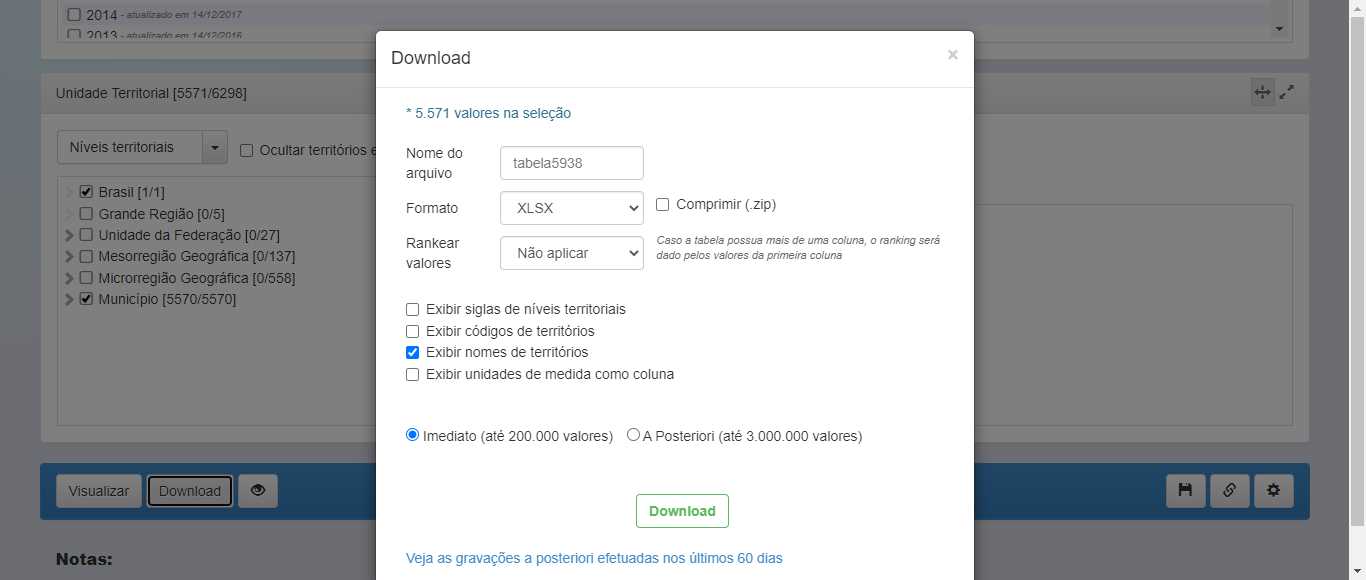 2014 - atualizado em 14/12/2017
2013 - atualizado em 14/12/2016
Download
×
Unidade Territorial [5571/6298]
* 5.571 valores na seleção
Níveis territoriais
Ocultar territórios e
Nome do
arquivo
tabela5938
Brasil [1/1]
Grande Região [0/5]
Unidade da Federação [0/27]
Mesorregião Geográfica [0/137]
Microrregião Geográfica [0/558]
Município [5570/5570]
Formato
XLSX
Comprimir (.zip)
Rankear
valores
Não aplicar
Caso a tabela possua mais de uma coluna, o ranking será
dado pelos valores da primeira coluna
Exibir siglas de níveis territoriais
Exibir códigos de territórios
Exibir nomes de territórios
Exibir unidades de medida como coluna
Imediato (até 200.000 valores)
A Posteriori (até 3.000.000 valores)
Visualizar
Download
Download
Veja as gravações a posteriori efetuadas nos últimos 60 dias
Notas: